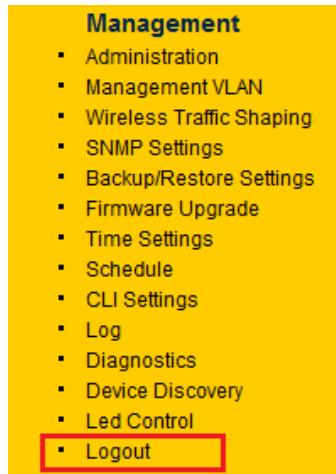 Management
Administration
Management VLAN
Wireless Traffic Shaping
SNMP Settings
Backup/Restore Settings
Firmware Upgrade
Time Settings
Schedule
CLI Settings
Log
Diagnostics
Device Discovery
Led Control
Logout